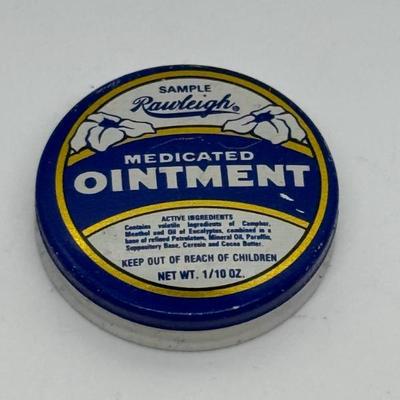 SAMPLE
Rawleigh®
MEDICATED
OINTMENT
ACTIVE INGREDIENTS
Contains volatile Ingredients of Camphor,
Menthol and Oil of Eucalyptus, combined in a
base of refined Petrolatum, Mineral Oil, Paraffin,
Suppository Base, Ceresin and Cocoa Butter.
KEEP OUT OF REACH OF CHILDREN
NET WT. 1/10 OZ.